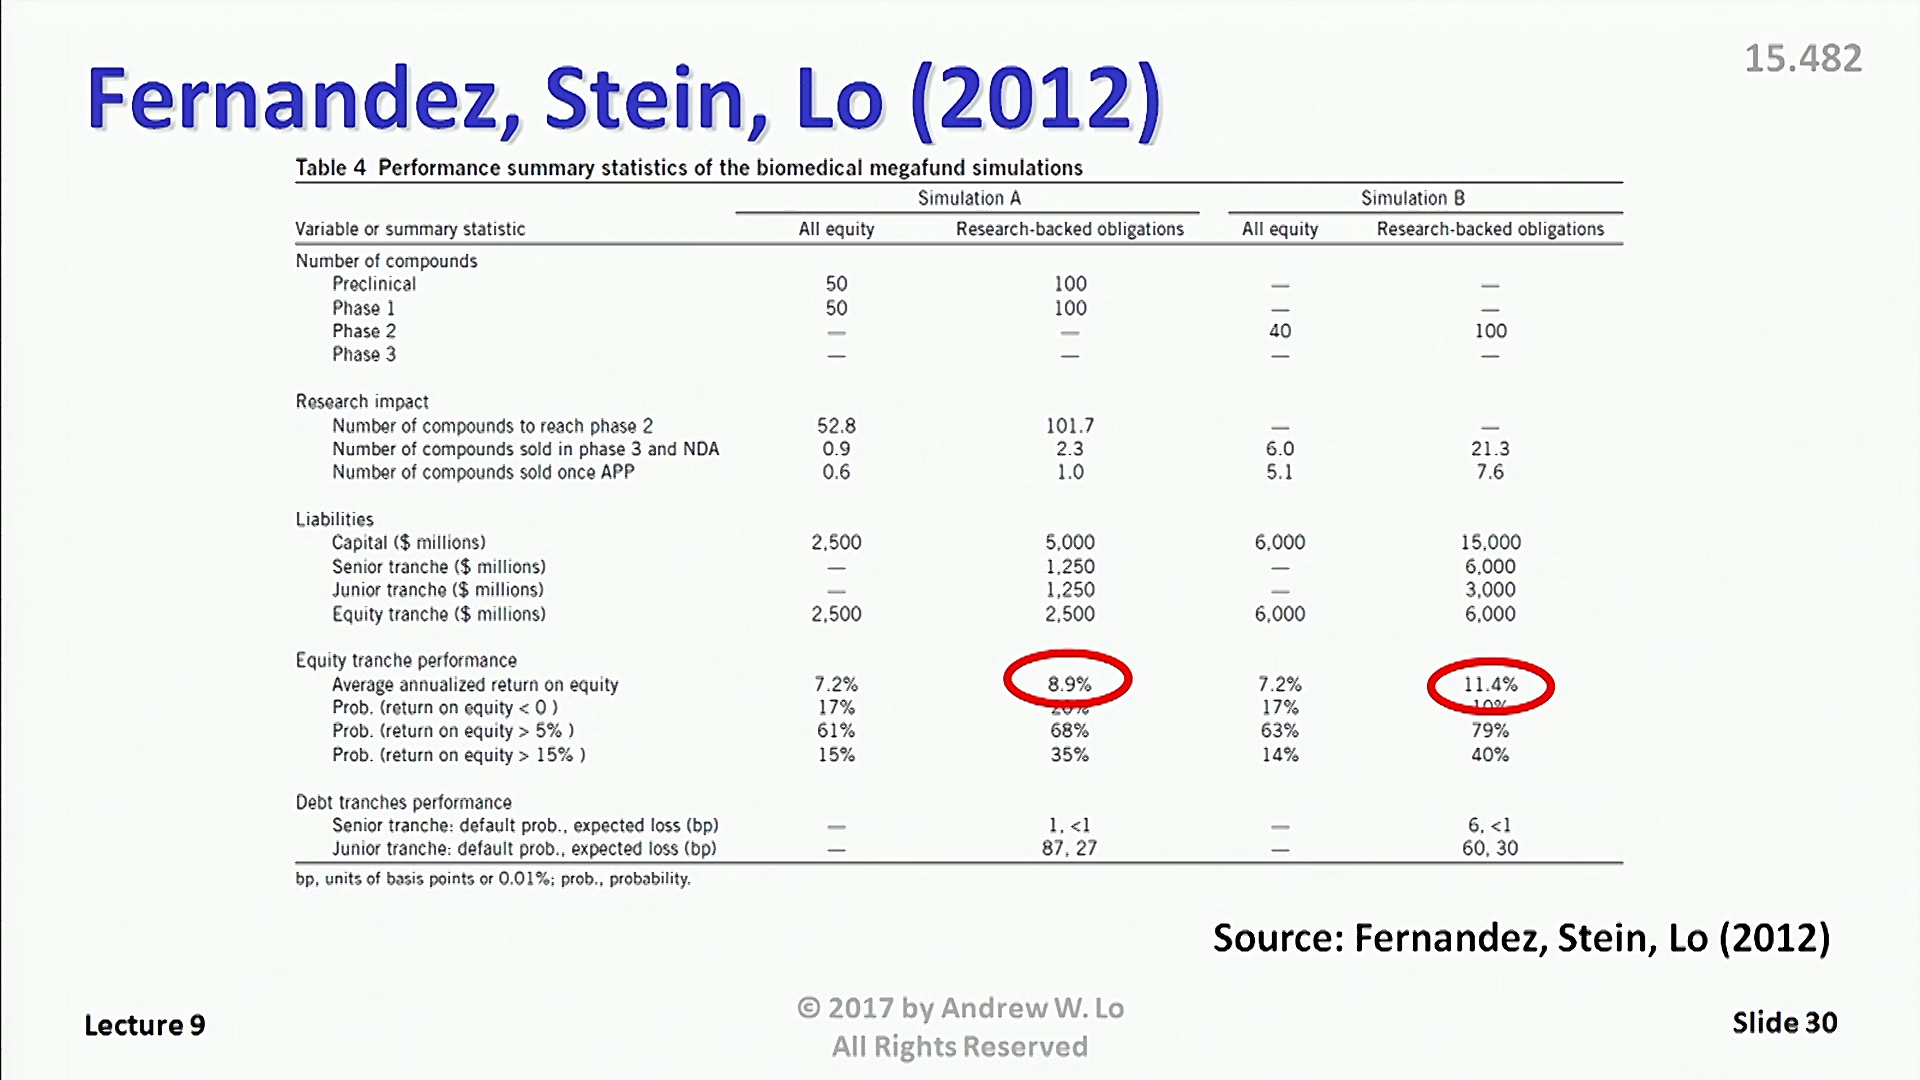 15.482
Fernandez, Stein, Lo (2012)
Table 4 Performance summary statistics of the biomedical megafund simulations
Simulation A Simulation B
Variable or summary statistic All equity Research-backed obligations All equity Research-backed obligations
Number of compounds
Preclinical 50 100 — —
Phase 1 50 100 — —
Phase 2 — — 40 100
Phase 3 — — — —
Research impact
Number of compounds to reach phase 2 52.8 101.7 — —
Number of compounds sold in phase 3 and NDA 0.9 2.3 6.0 21.3
Number of compounds sold once APP 0.6 1.0 5.1 7.6
Liabilities
Capital ($ millions) 2,500 5,000 6,000 15,000
Senior tranche ($ millions) — 1,250 — 6,000
Junior tranche ($ millions) — 1,250 — 3,000
Equity tranche ($ millions) 2,500 2,500 6,000 6,000
Equity tranche performance
Average annualized return on equity 7.2% 8.9% 7.2% 11.4%
Prob. (return on equity < 0 ) 17% 17%
Prob. (return on equity > 5% ) 61% 68% 63% 79%
Prob. (return on equity > 15% ) 15% 35% 14% 40%
Debt tranches performance
Senior tranche: default prob., expected loss (bp) — 1, <1 — 6, <1
Junior tranche: default prob., expected loss (bp) — 87, 27 — 60, 30
bp, units of basis points or 0.01%; prob., probability.
Source: Fernandez, Stein, Lo (2012)
Lecture 9
© 2017 by Andrew W. Lo
All Rights Reserved
Slide 30